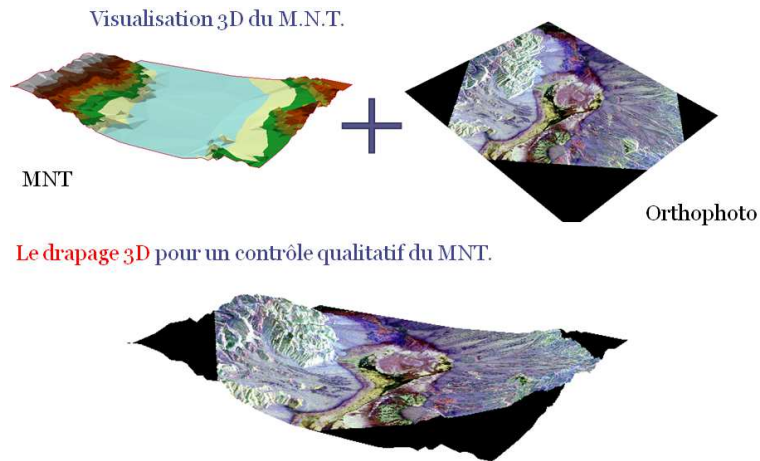 Visualisation 3D du M.N.T.
MNT
Orthophoto
Le drapage 3D pour un contrôle qualitatif du MNT.